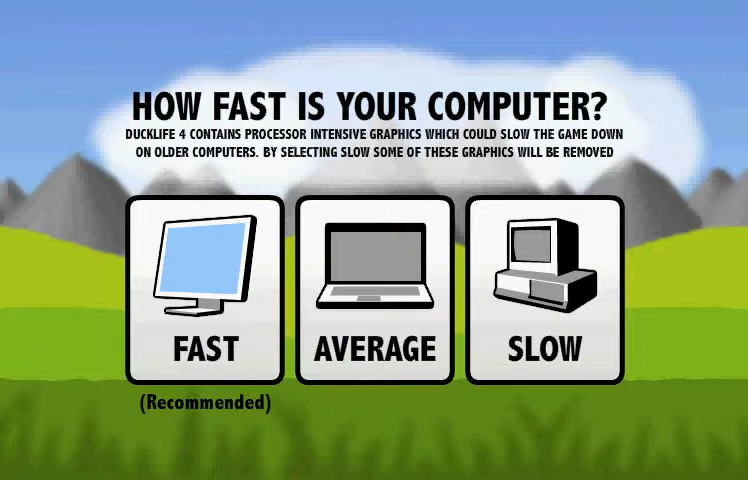 HOW FAST IS YOUR COMPUTER?
DUCKLIFE 4 CONTAINS PROCESSOR INTENSIVE GRAPHICS WHICH COULD SLOW THE GAME DOWN
ON OLDER COMPUTERS. BY SELECTING SLOW SOME OF THESE GRAPHICS WILL BE REMOVED
FAST
AVERAGE
SLOW
(Recommended)